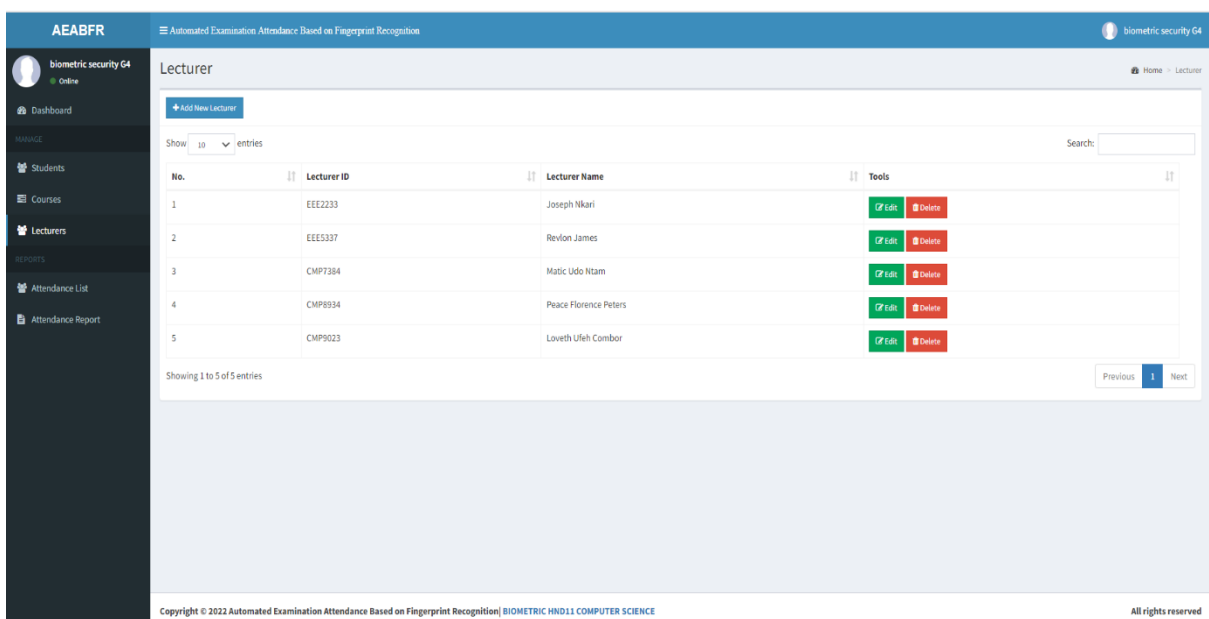 AEABFR
Automated Examination Attendance Based on Fingerprint Recognition
biometric security G4
biometric security G4
Online
Lecturer
Home > Lecturer
Dashboard
MANAGE
Students
Courses
Lecturers
REPORTS
Attendance List
Attendance Report
+Add New Lecturer
Show 10 entries
Search:
No. Lecturer ID Lecturer Name Tools
1 EEE2233 Joseph Nkari Edit Delete
2 EEE5337 Revlon James Edit Delete
3 CMP7384 Matic Udo Ntam Edit Delete
4 CMP8934 Peace Florence Peters Edit Delete
5 CMP9023 Loveth Ufeh Combor Edit Delete
Showing 1 to 5 of 5 entries
Previous 1 Next
Copyright © 2022 Automated Examination Attendance Based on Fingerprint Recognition| BIOMETRIC HND11 COMPUTER SCIENCE
All rights reserved